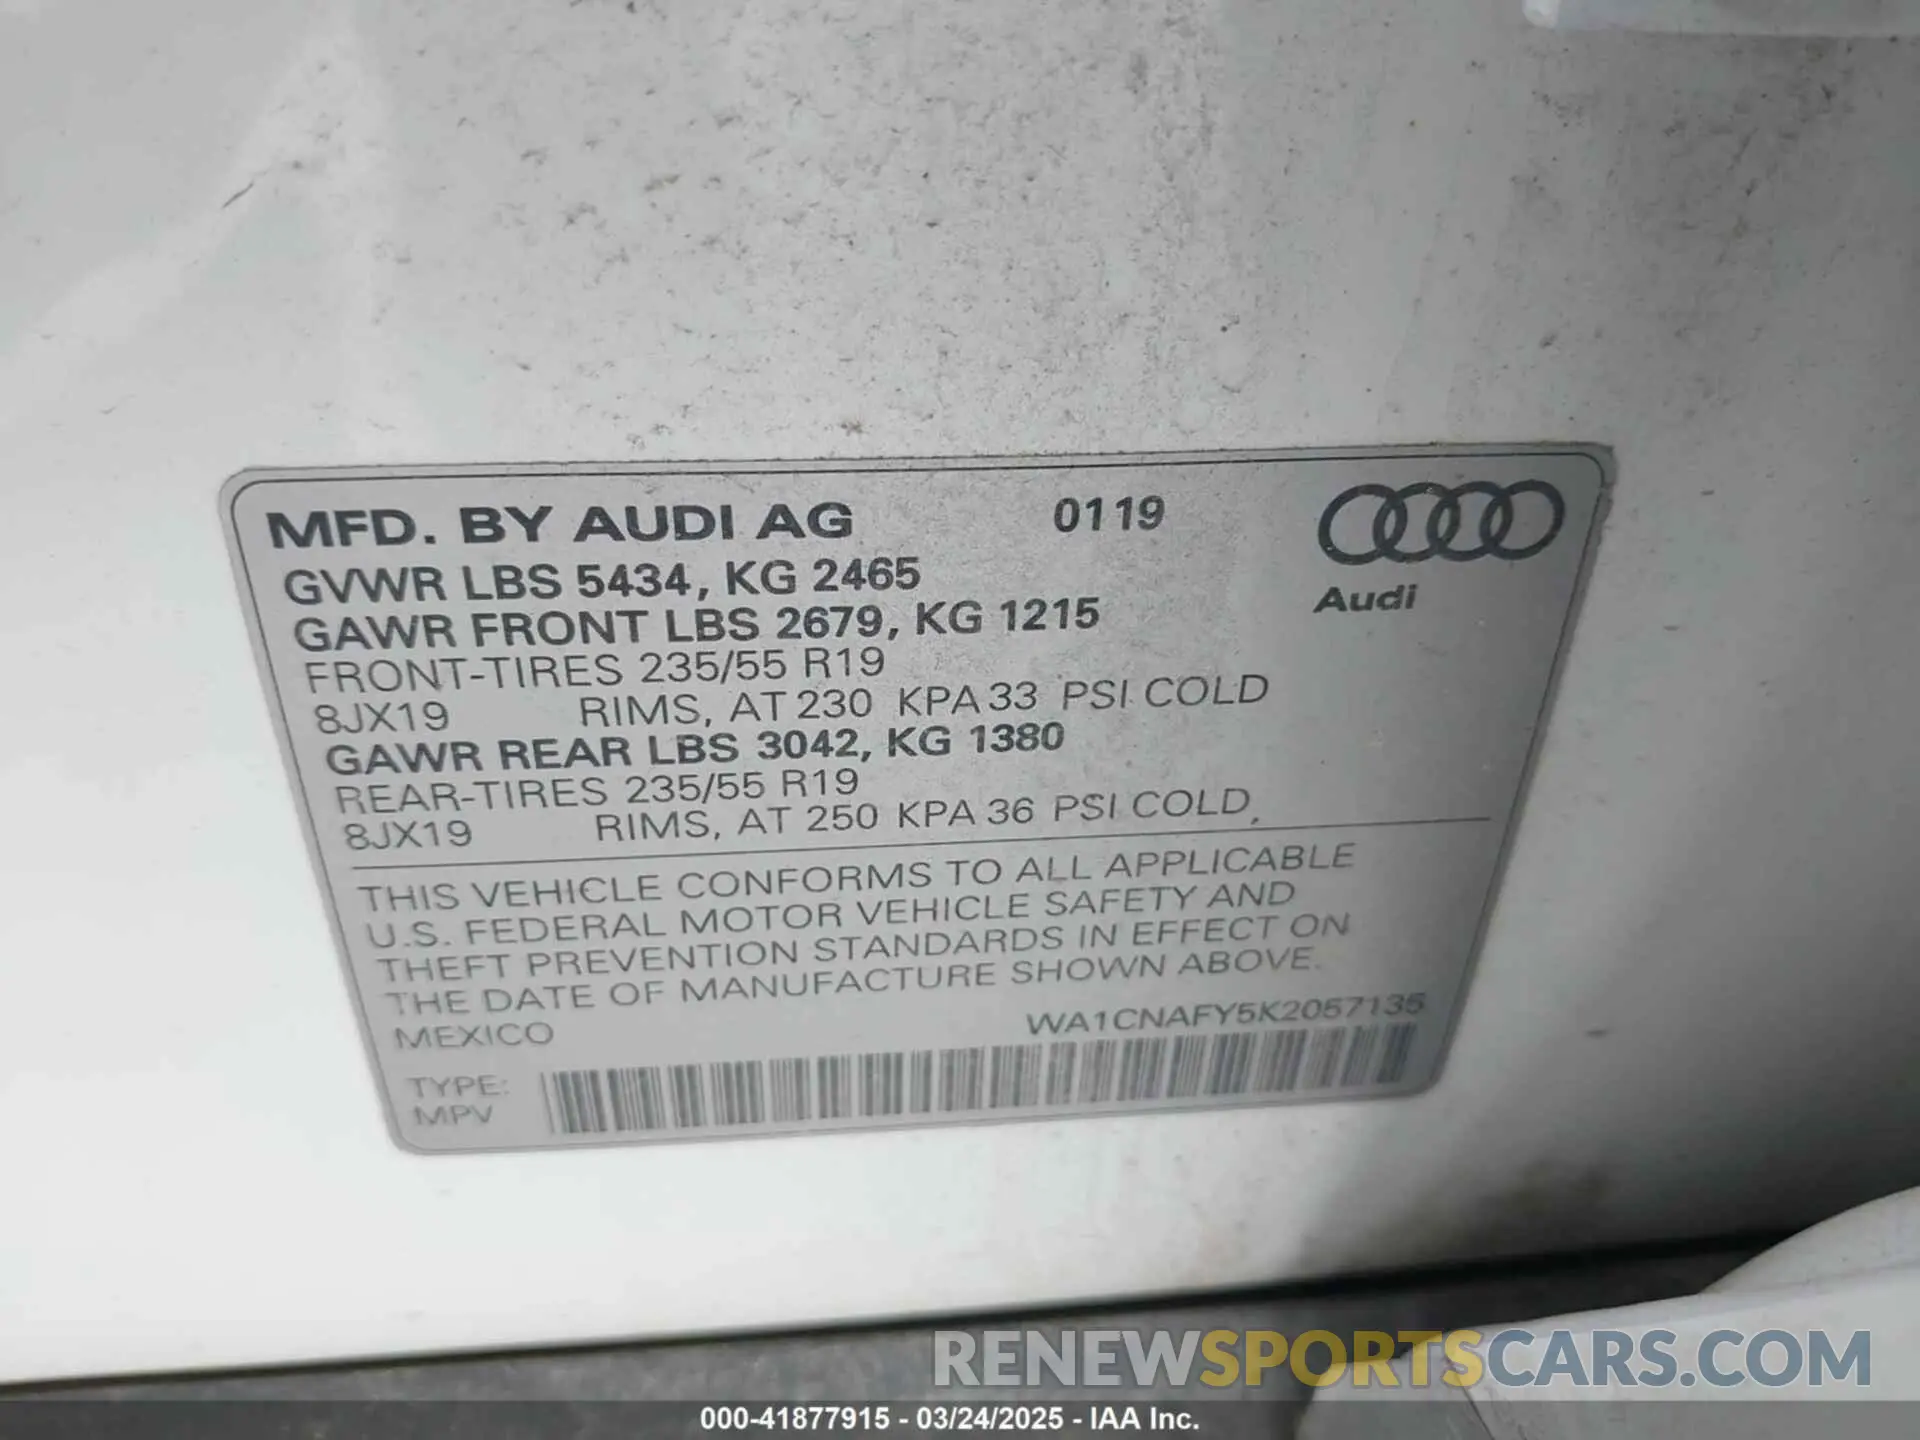 MFD. BY AUDI AG 0119
Audi
GVWR LBS 5434, KG 2465
GAWR FRONT LBS 2679, KG 1215
FRONT-TIRES 235/55 R19
8JX19 RIMS, AT 230 KPA 33 PSI COLD
GAWR REAR LBS 3042, KG 1380
REAR-TIRES 235/55 R19
8JX19 RIMS, AT 250 KPA 36 PSI COLD,
THIS VEHICLE CONFORMS TO ALL APPLICABLE
U.S. FEDERAL MOTOR VEHICLE SAFETY AND
THEFT PREVENTION STANDARDS IN EFFECT ON
THE DATE OF MANUFACTURE SHOWN ABOVE.
MEXICO WA1CNAFY5K2057135
TYPE:
MPV
RENEWSPORTSCARS.COM
000-41877915 - 03/24/2025 - IAA Inc.